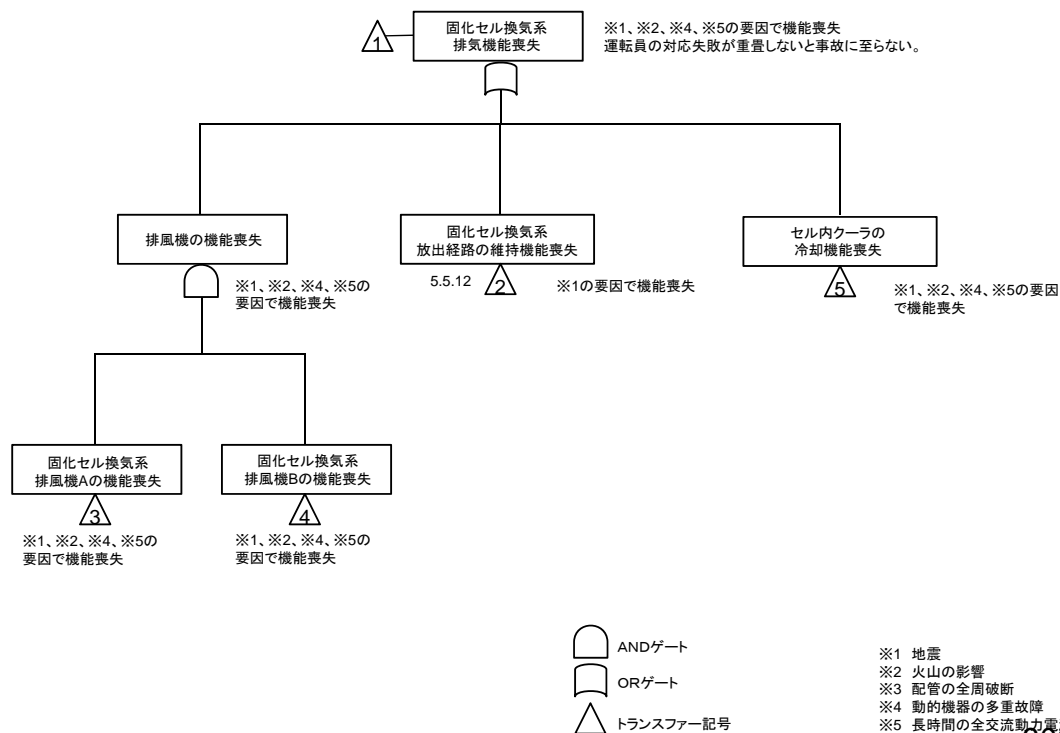 固化セル換気系
排気機能喪失
1
※1、※2、※4、※5の要因で機能喪失
運転員の対応失敗が重畳しないと事故に至らない。
排風機の機能喪失
※1、※2、※4、※5の
要因で機能喪失
固化セル換気系
放出経路の維持機能喪失
5.5.12
2
※1の要因で機能喪失
セル内クーラの
冷却機能喪失
5
※1、※2、※4、※5の要因
で機能喪失
固化セル換気系
排風機Aの機能喪失
3
※1、※2、※4、※5の
要因で機能喪失
固化セル換気系
排風機Bの機能喪失
4
※1、※2、※4、※5の
要因で機能喪失
ANDゲート
ORゲート
トランスファー記号
※1 地震
※2 火山の影響
※3 配管の全周破断
※4 動的機器の多重故障
※5 長時間の全交流動力電